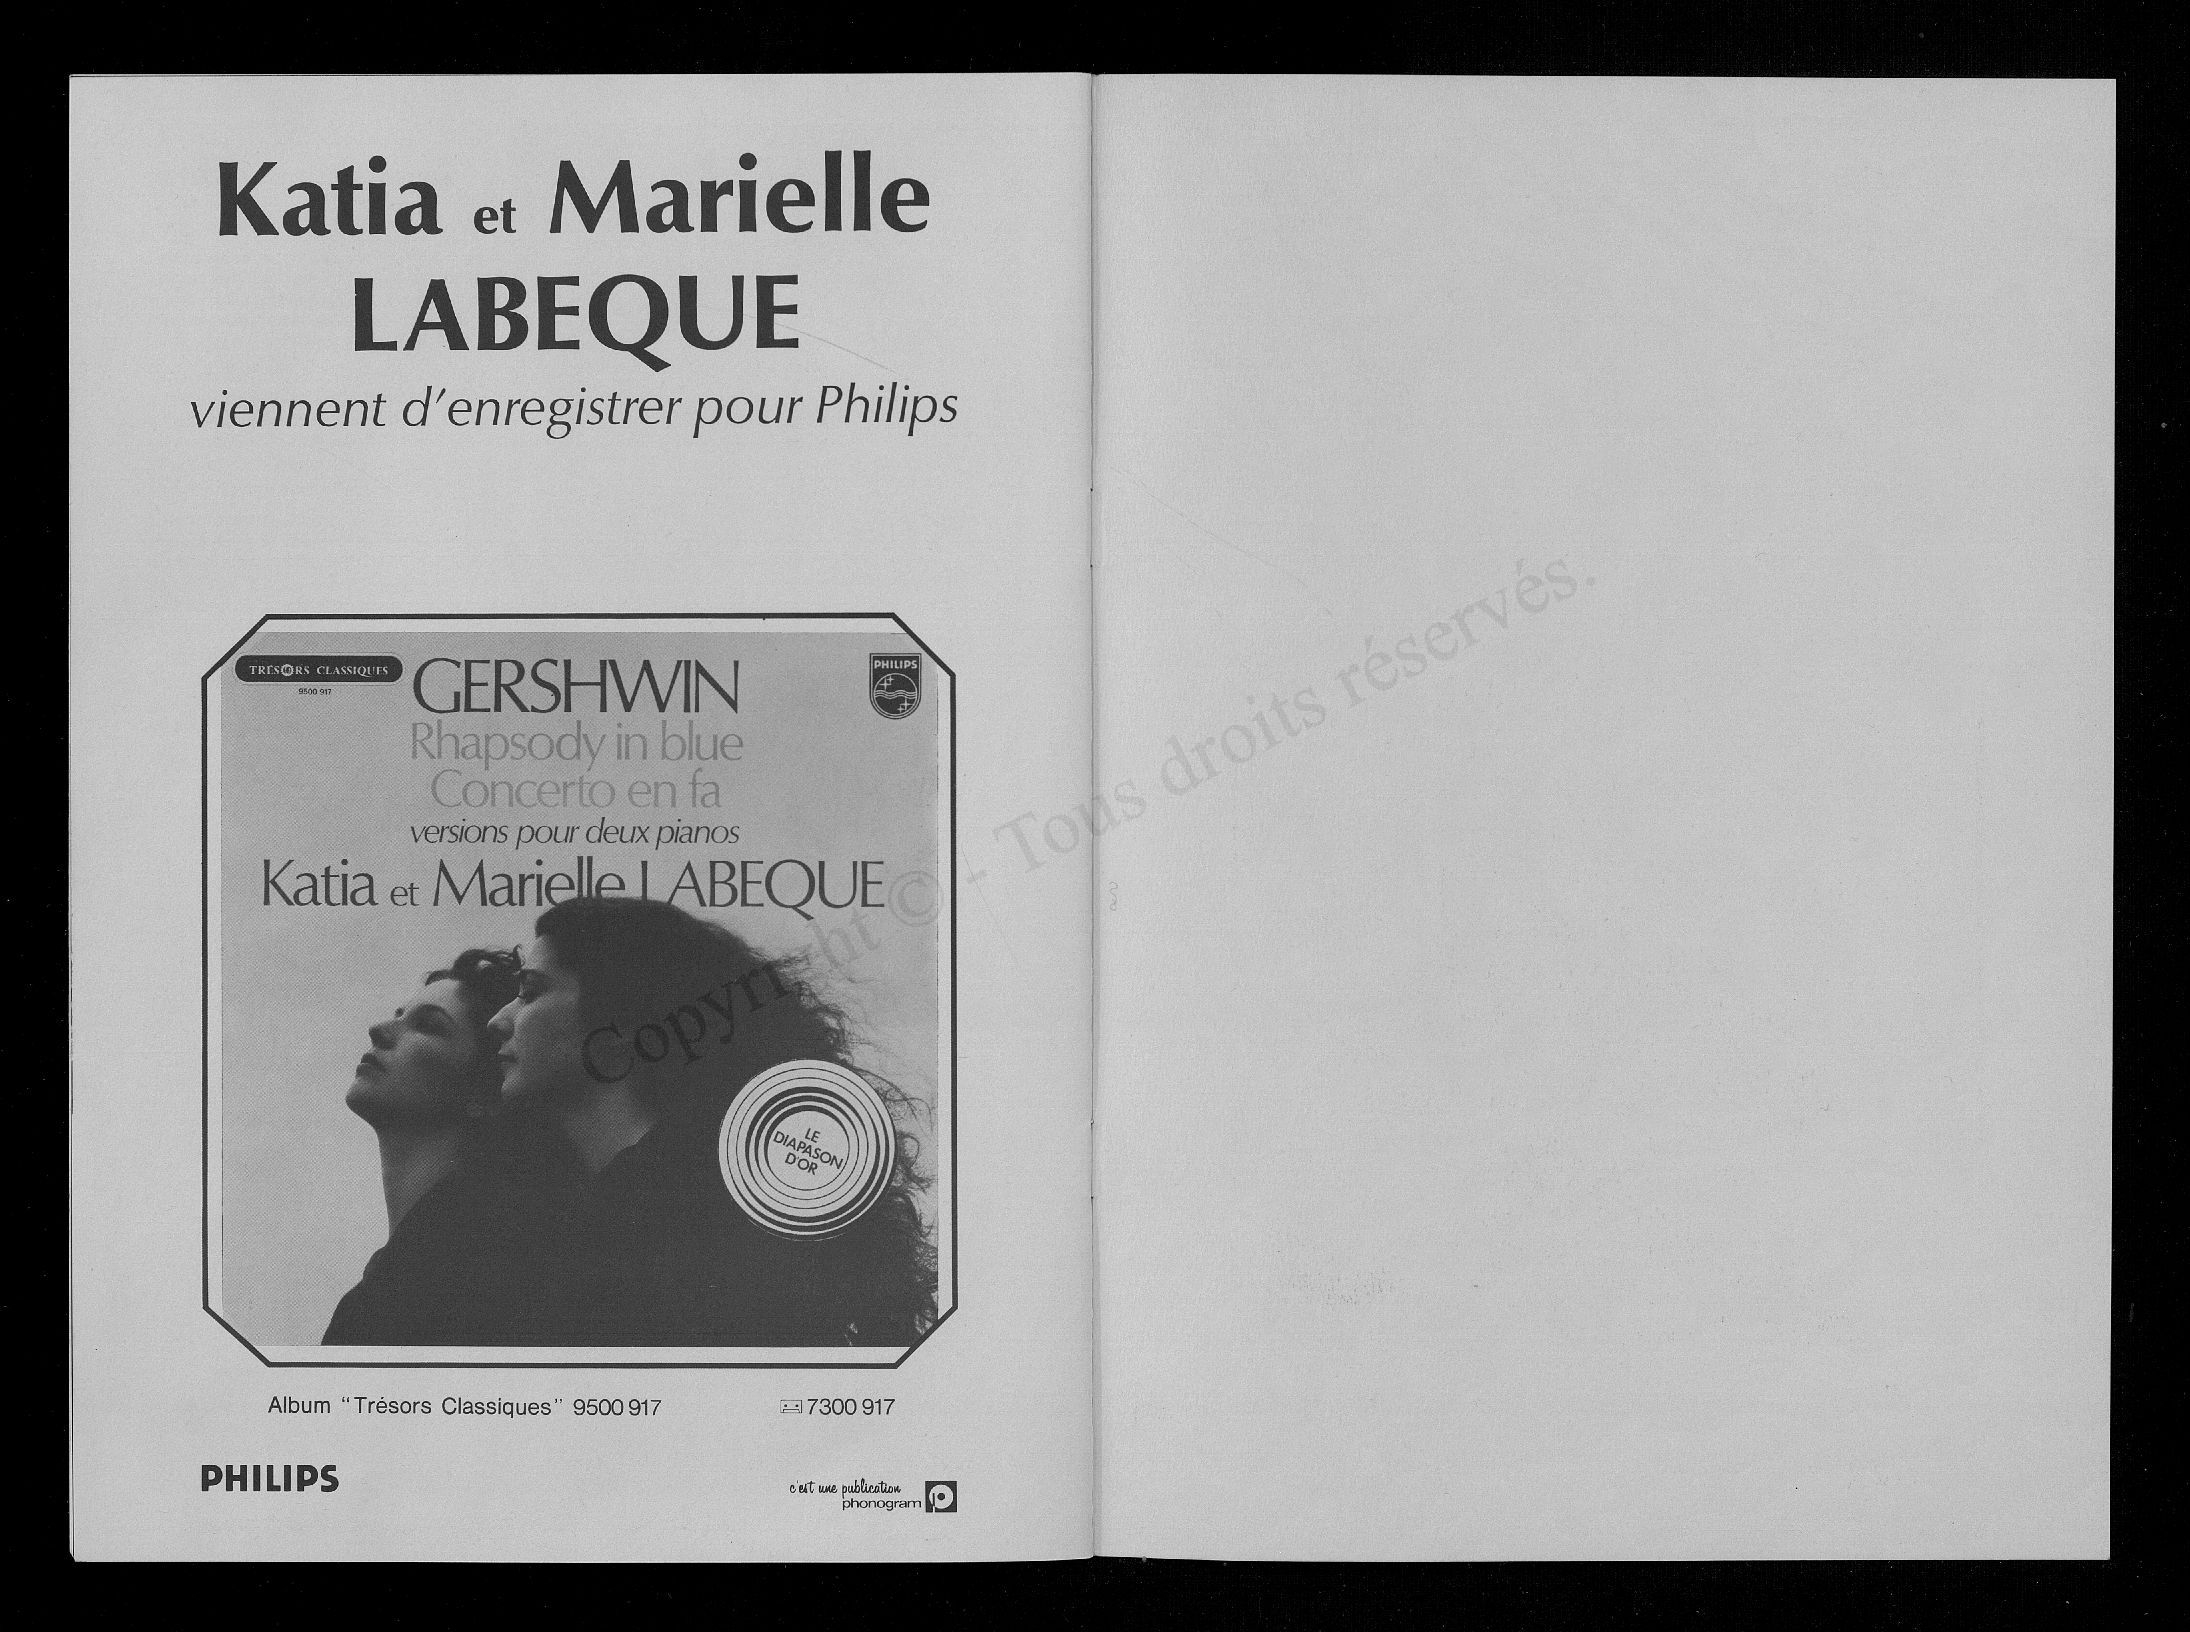 Katia et Marielle
LABEQUE
viennent d'enregistrer pour Philips
TRÉSORS CLASSIQUES
9500 917
GERSHWIN
PHILIPS
Rhapsody in blue
Concerto en fa
versions pour deux pianos
Katia et Marielle LABEQUE
LE
DIAPASON
D'OR
Album "Trésors Classiques" 9500 917
7300 917
PHILIPS
c'est une publication
phonogram
Copyright © - Tous droits réservés.